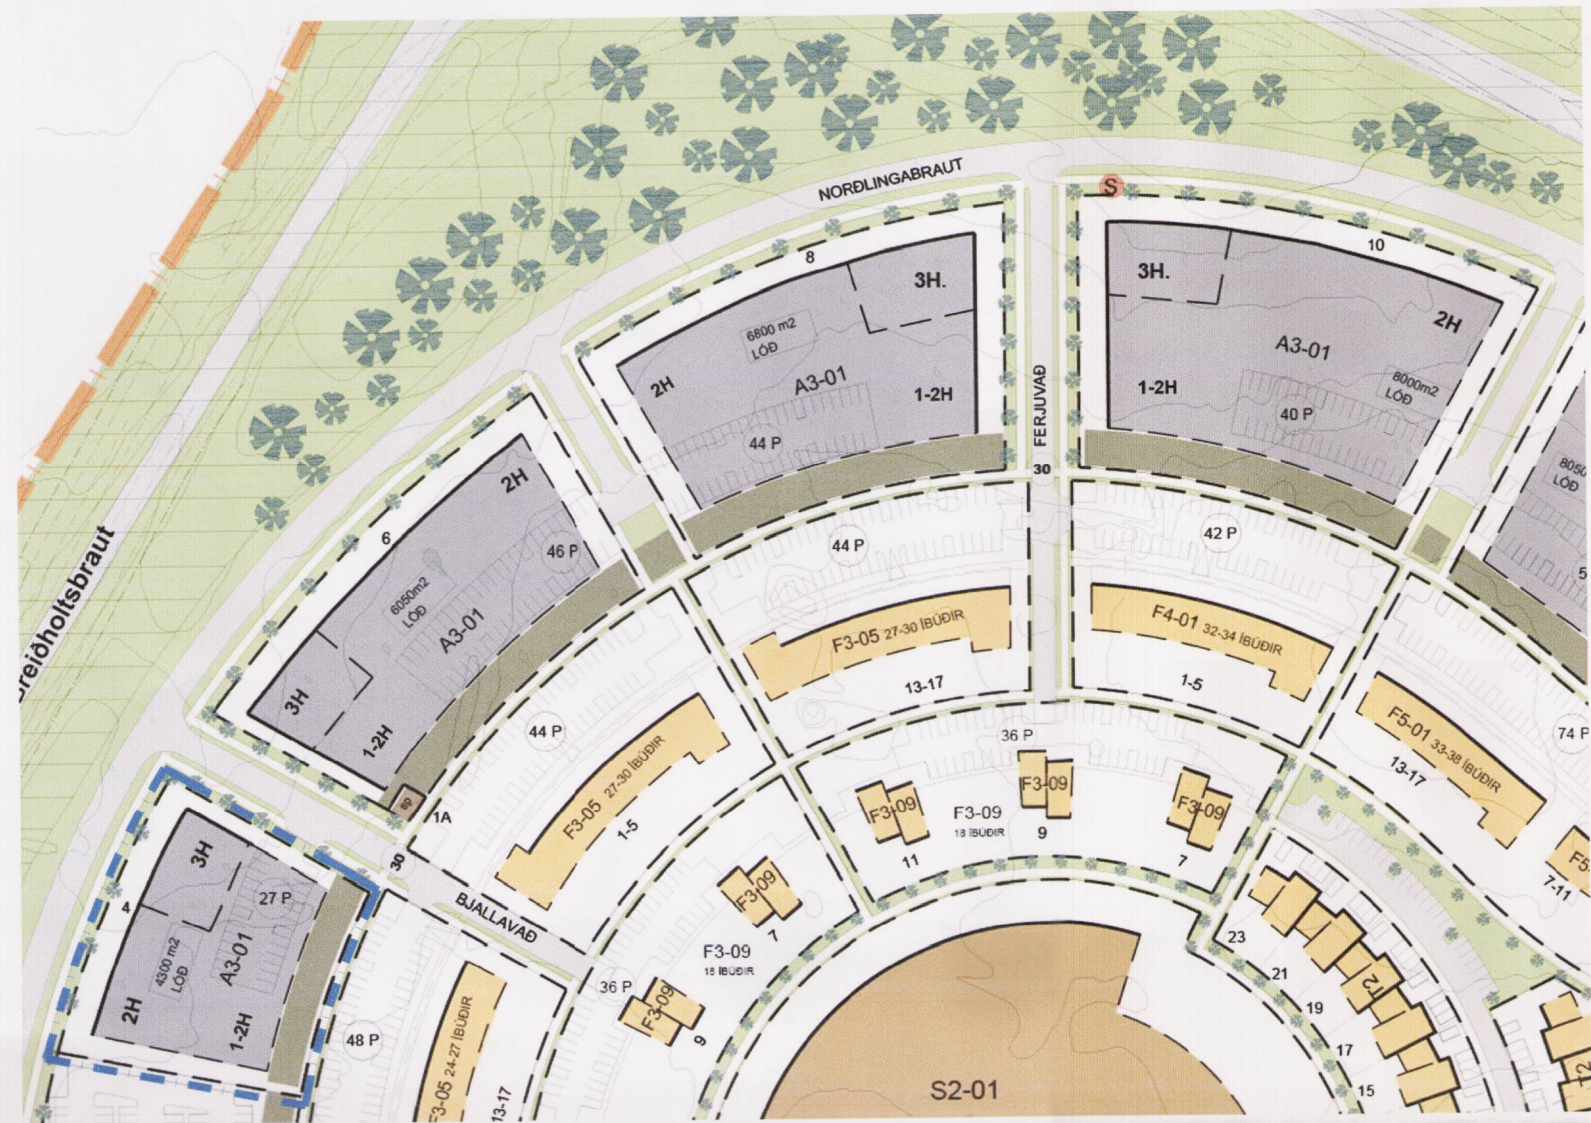 NORÐLINGABRAUT
S
8
10
3H.
3H.
6800 m2
LÓÐ
2H
2H
A3-01
A3-01
8000m2
LÓÐ
1-2H
1-2H
FERJUVAÐ
40 P
44 P
30
2H
6
46 P
44 P
42 P
6050m2
LÓÐ
A3-01
3H
1-2H
F3-05 27-30 ÍBÚÐIR
F4-01 32-34 ÍBÚÐIR
13-17
1-5
44 P
F3-05 27-30 ÍBÚÐIR
1-5
F5-01 33-38 ÍBÚÐIR
13-17
74 P
7-11
36 P
sp
1A
30
BJALLAVAÐ
F3-09
F3-09
F3-09
F3-09
18 ÍBÚÐIR
11
9
7
3H
27 P
4
4300 m2
LÓÐ
A3-01
2H
1-2H
F3-09
7
F3-09
18 ÍBÚÐIR
36 P
F3-09
9
48 P
F3-05 24-27 ÍBÚÐIR
13-17
S2-01
23
21
19
17
15
T2
T2